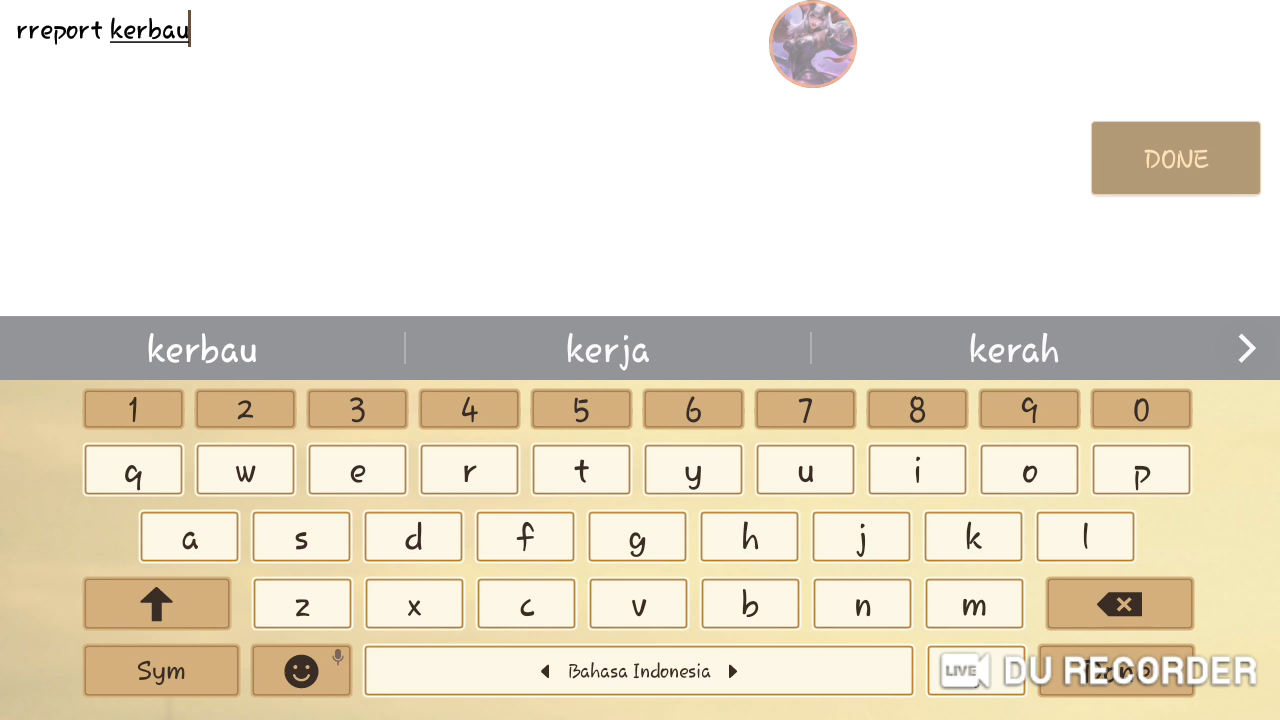 rreport kerbau
DONE
kerbau kerja kerah
1 2 3 4 5 6 7 8 9 0
q w e r t y u i o p
a s d f g h j k l
z x c v b n m
Sym Bahasa Indonesia Done
LIVE DU RECORDER